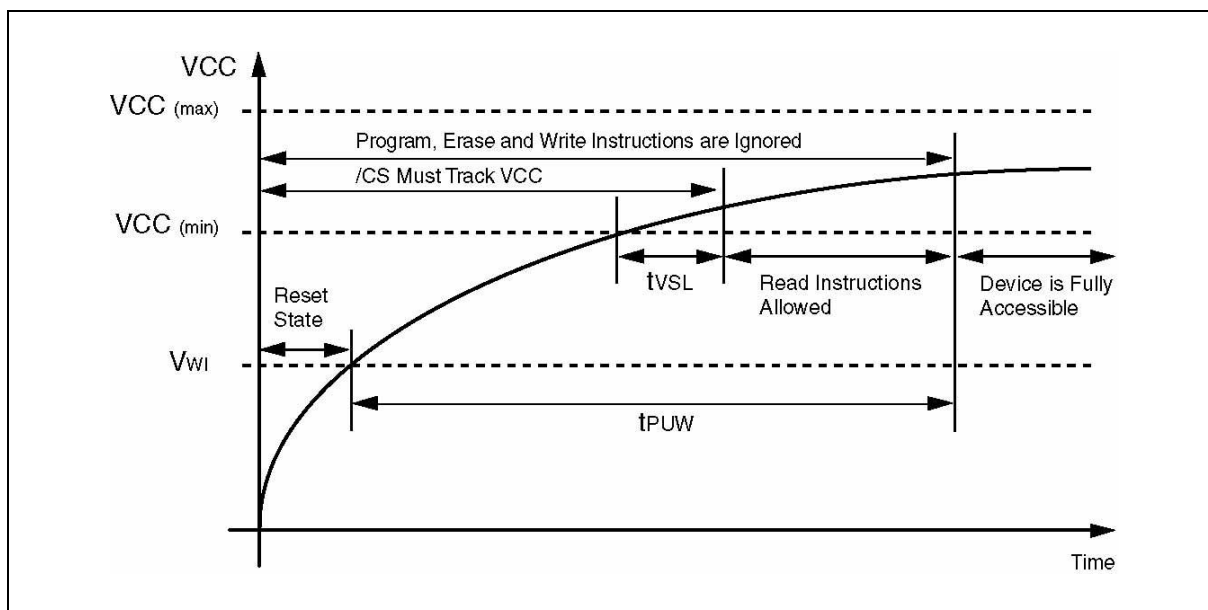 VCC
VCC (max)
Program, Erase and Write Instructions are Ignored
/CS Must Track VCC
VCC (min)
tVSL
Read Instructions
Allowed
Device is Fully
Accessible
Reset
State
VWI
tPUW
Time